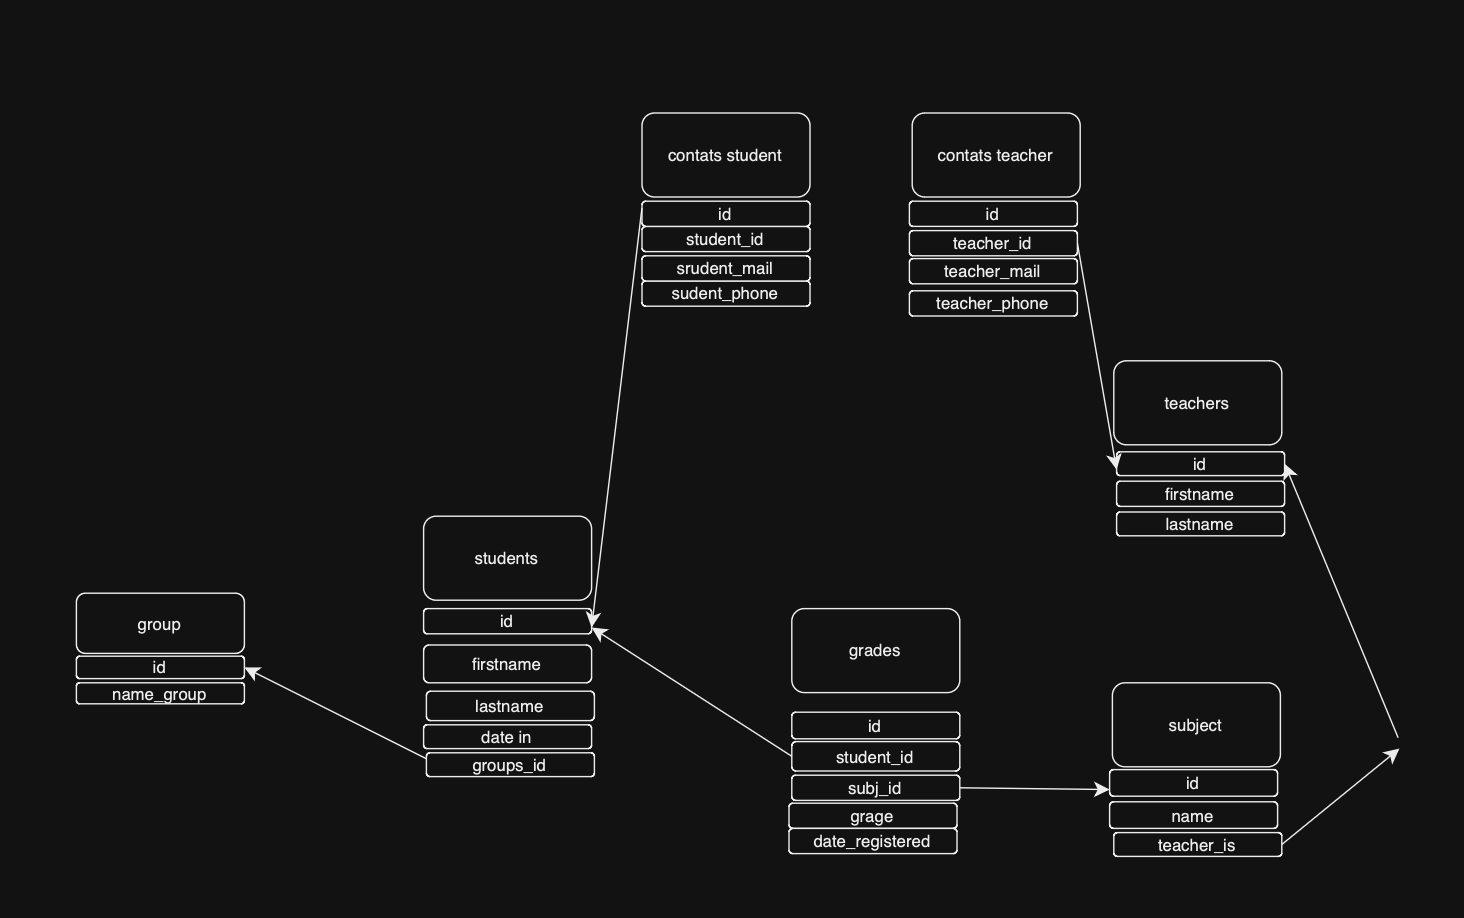 contats student
id
student_id
srudent_mail
sudent_phone
contats teacher
id
teacher_id
teacher_mail
teacher_phone
teachers
id
firstname
lastname
students
id
firstname
lastname
date in
groups_id
group
id
name_group
grades
id
student_id
subj_id
grage
date_registered
subject
id
name
teacher_is